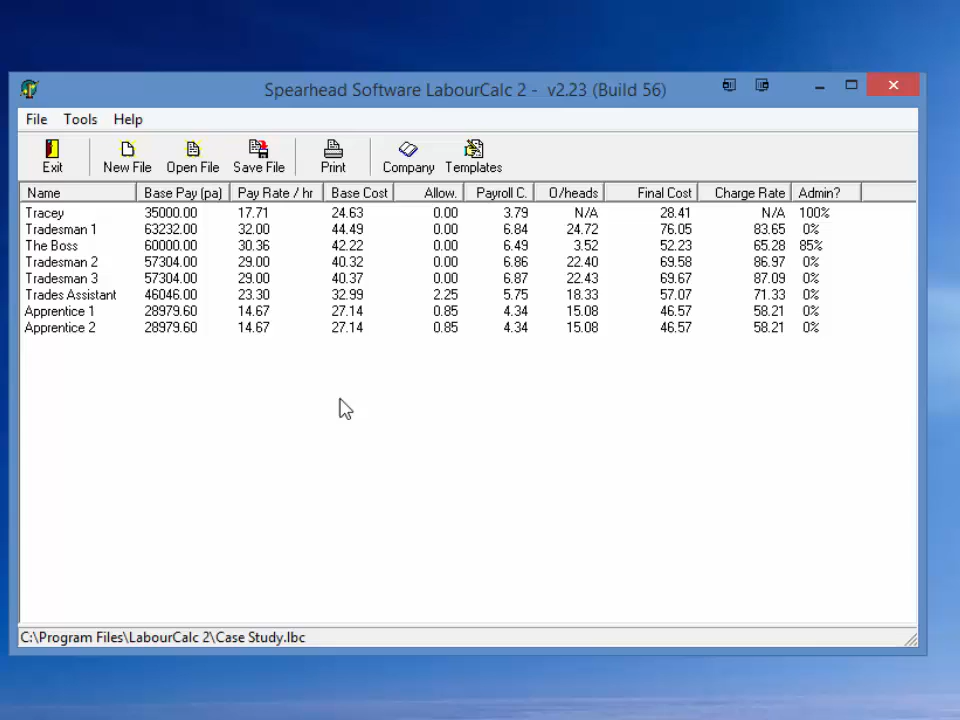 Spearhead Software LabourCalc 2 - v2.23 (Build 56)
File Tools Help
Exit New File Open File Save File Print Company Templates
Name Base Pay (pa) Pay Rate / hr Base Cost Allow. Payroll C. O/heads Final Cost Charge Rate Admin?
Tracey 35000.00 17.71 24.63 0.00 3.79 N/A 28.41 N/A 100%
Tradesman 1 63232.00 32.00 44.49 0.00 6.84 24.72 76.05 83.65 0%
The Boss 60000.00 30.36 42.22 0.00 6.49 3.52 52.23 65.28 85%
Tradesman 2 57304.00 29.00 40.32 0.00 6.86 22.40 69.58 86.97 0%
Tradesman 3 57304.00 29.00 40.37 0.00 6.87 22.43 69.67 87.09 0%
Trades Assistant 46046.00 23.30 32.99 2.25 5.75 18.33 57.07 71.33 0%
Apprentice 1 28979.60 14.67 27.14 0.85 4.34 15.08 46.57 58.21 0%
Apprentice 2 28979.60 14.67 27.14 0.85 4.34 15.08 46.57 58.21 0%
C:\Program Files\LabourCalc 2\Case Study.lbc